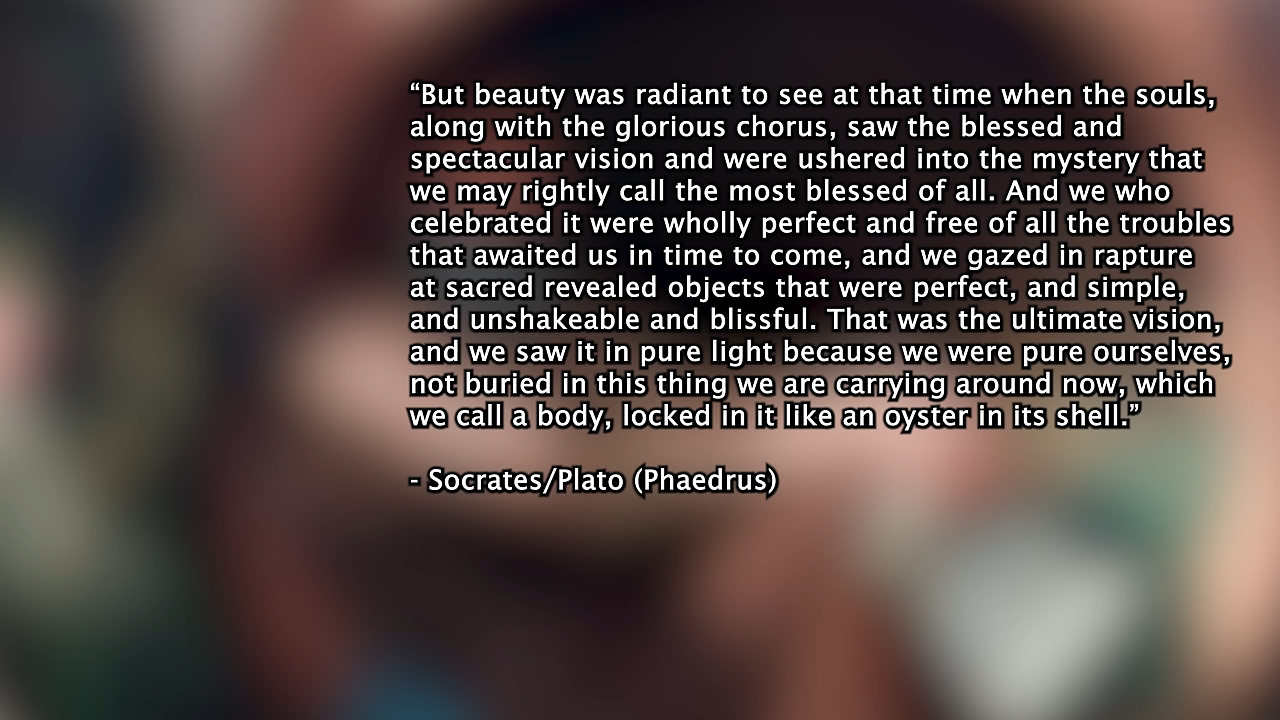 “But beauty was radiant to see at that time when the souls,
along with the glorious chorus, saw the blessed and
spectacular vision and were ushered into the mystery that
we may rightly call the most blessed of all. And we who
celebrated it were wholly perfect and free of all the troubles
that awaited us in time to come, and we gazed in rapture
at sacred revealed objects that were perfect, and simple,
and unshakeable and blissful. That was the ultimate vision,
and we saw it in pure light because we were pure ourselves,
not buried in this thing we are carrying around now, which
we call a body, locked in it like an oyster in its shell.”
- Socrates/Plato (Phaedrus)